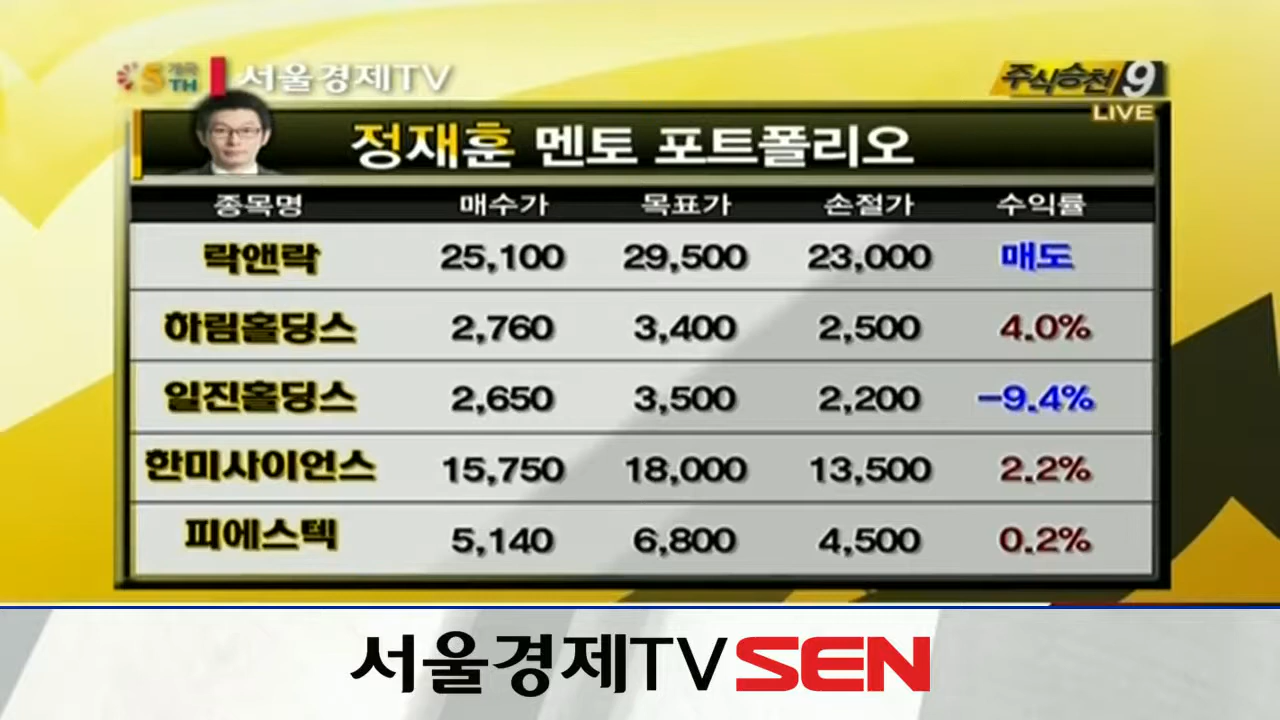 5 개국 TH 서울경제TV
주식승천9
LIVE
정재훈 멘토 포트폴리오
종목명 매수가 목표가 손절가 수익률
락앤락 25,100 29,500 23,000 매도
하림홀딩스 2,760 3,400 2,500 4.0%
일진홀딩스 2,650 3,500 2,200 -9.4%
한미사이언스 15,750 18,000 13,500 2.2%
피에스텍 5,140 6,800 4,500 0.2%
서울경제TV SEN